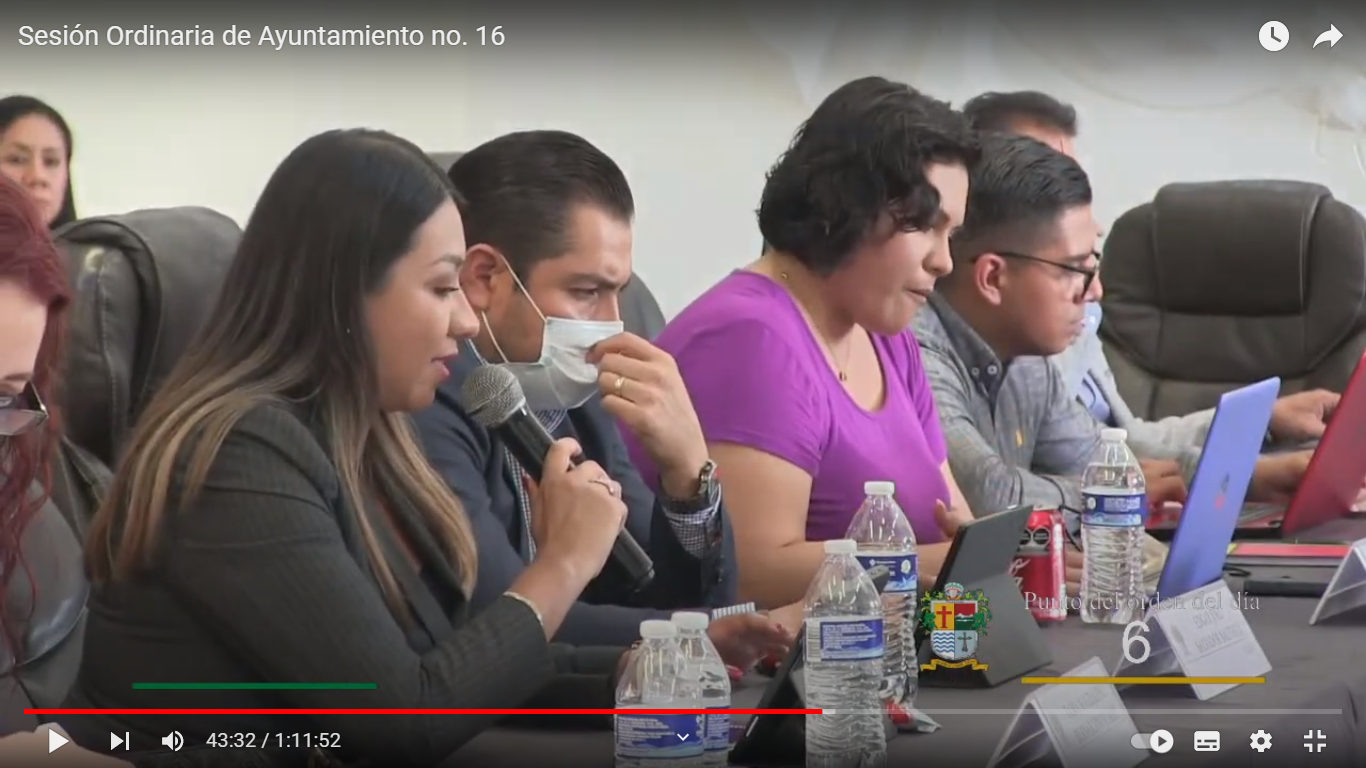 Sesión Ordinaria de Ayuntamiento no. 16
Punto del orden del día
6
43:32 / 1:11:52